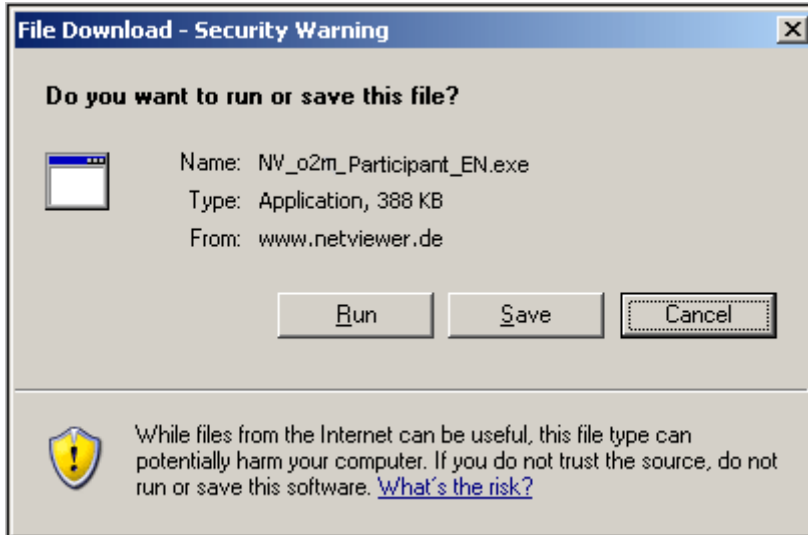 File Download - Security Warning
Do you want to run or save this file?
Name: NV_o2m_Participant_EN.exe
Type: Application, 388 KB
From: www.netviewer.de
Run Save Cancel
While files from the Internet can be useful, this file type can
potentially harm your computer. If you do not trust the source, do not
run or save this software. What´s the risk?